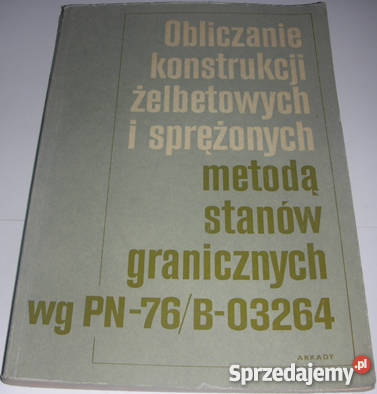 Obliczanie
konstrukcji
żelbetowych
i sprężonych
metodą
stanów
granicznych
wg PN-76/B-03264
ARKADY
Sprzedajemy.pl